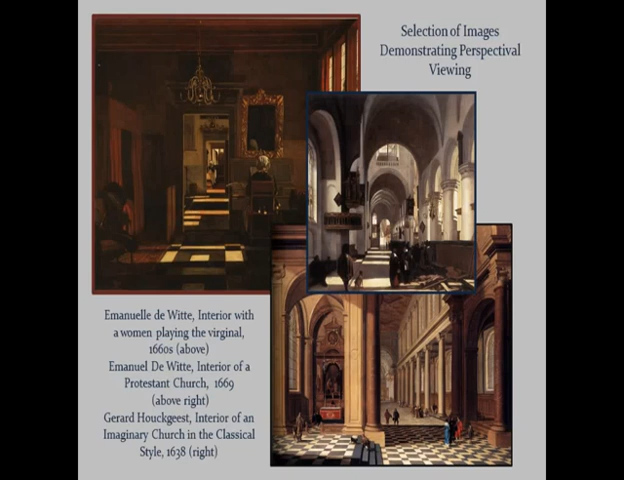 Selection of Images
Demonstrating Perspectival
Viewing
Emanuelle de Witte, Interior with
a women playing the virginal,
1660s (above)
Emanuel De Witte, Interior of a
Protestant Church, 1669
(above right)
Gerard Houckgeest, Interior of an
Imaginary Church in the Classical
Style, 1638 (right)